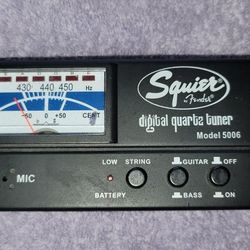 430 440 450 Hz
-50 0 +50 CENT
Squier
by Fender
digital quartz tuner
Model 5006
MIC
LOW STRING GUITAR OFF
BATTERY BASS ON